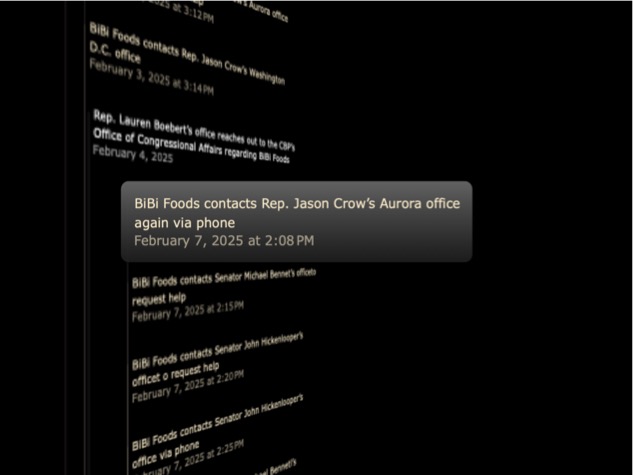 at 3:12 PM
Aurora office
BiBi Foods contacts Rep. Jason Crow's Washington
D.C. office
February 3, 2025 at 3:14 PM
Rep. Lauren Boebert's office reaches out to the CBP's
Office of Congressional Affairs regarding BiBi Foods
February 4, 2025
BiBi Foods contacts Rep. Jason Crow's Aurora office
again via phone
February 7, 2025 at 2:08 PM
BiBi Foods contacts Senator Michael Bennet's officeto
request help
February 7, 2025 at 2:15 PM
BiBi Foods contacts Senator John Hickenlooper's
officet o request help
February 7, 2025 at 2:20 PM
BiBi Foods contacts Senator John Hickenlooper's
office via phone
7, 2025 at 2:25 PM
Bennet's